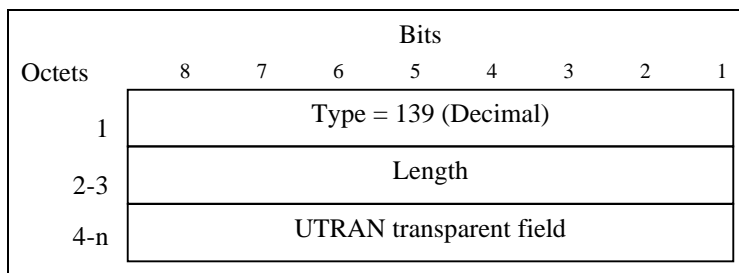 Bits
Octets 8 7 6 5 4 3 2 1
1 Type = 139 (Decimal)
2-3 Length
4-n UTRAN transparent field